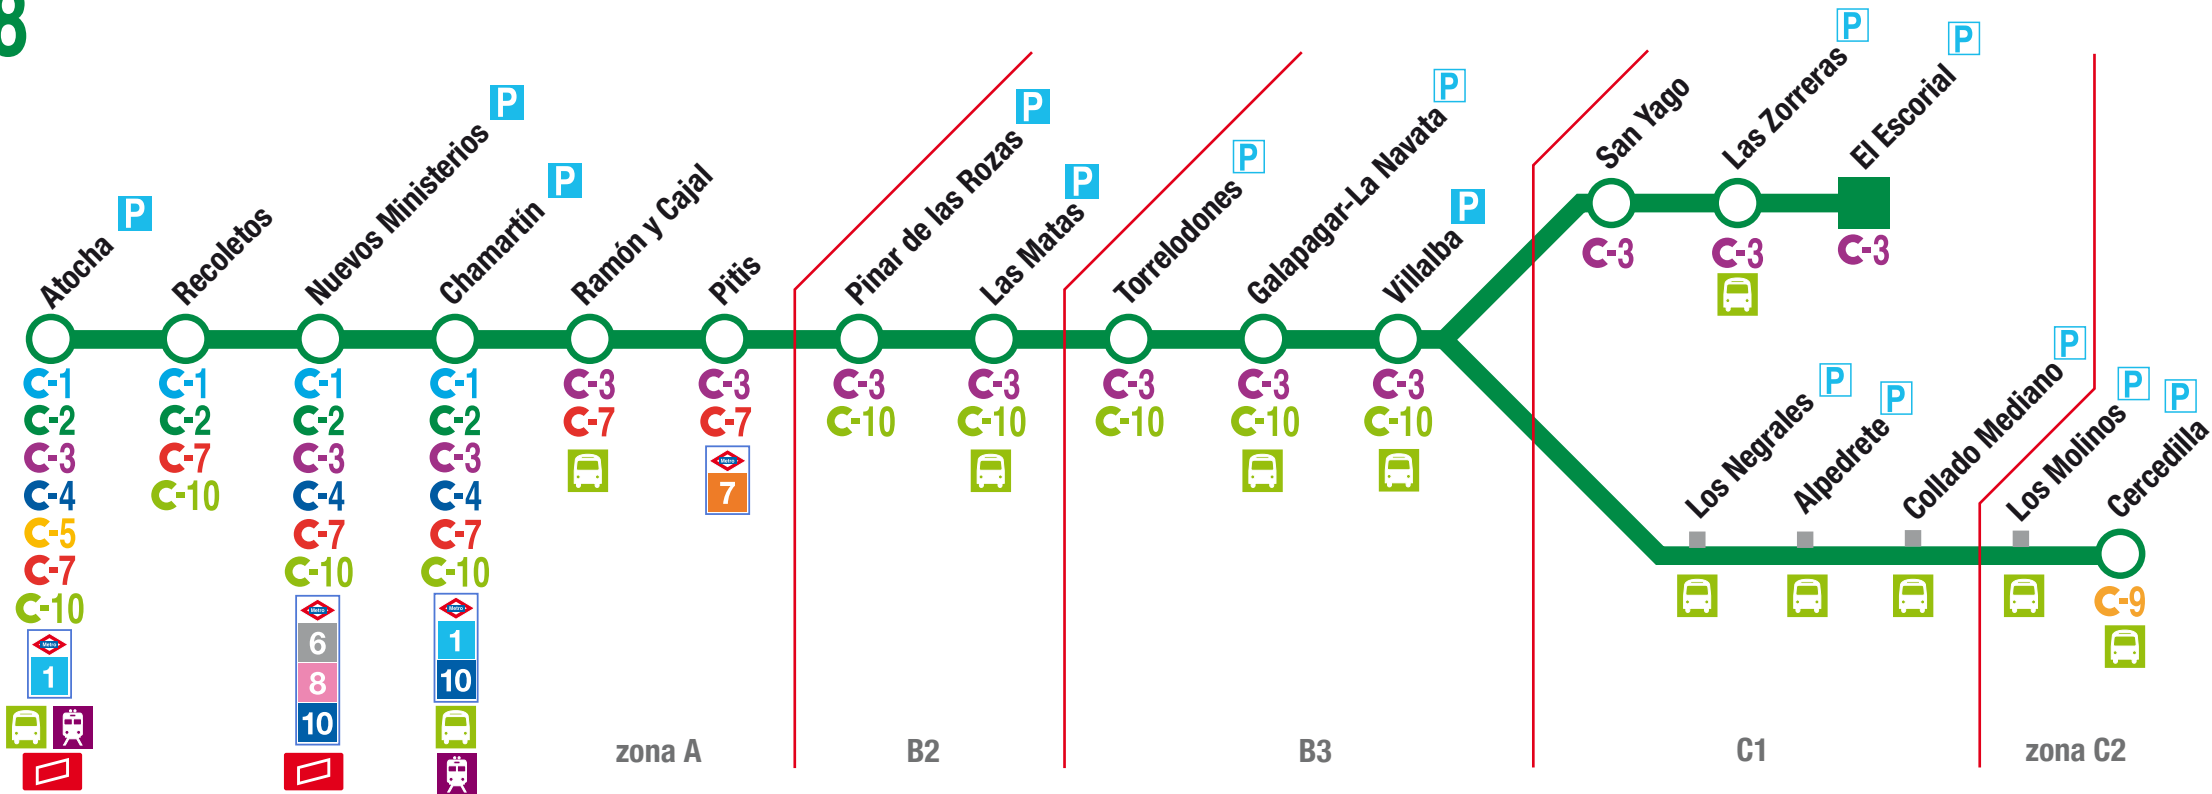 8
Atocha P
C-1
C-2
C-3
C-4
C-5
C-7
C-10
Metro
1
Recoletos
C-1
C-2
C-7
C-10
Nuevos Ministerios P
C-1
C-2
C-3
C-4
C-7
C-10
Metro
6
8
10
Chamartín P
C-1
C-2
C-3
C-4
C-7
C-10
Metro
1
10
Ramón y Cajal
C-3
C-7
Pitis
C-3
C-7
Metro
7
Pinar de las Rozas P
C-3
C-10
Las Matas P
C-3
C-10
Torrelodones P
C-3
C-10
Galapagar-La Navata P
C-3
C-10
Villalba P
C-3
C-10
San Yago
C-3
Las Zorreras P
C-3
El Escorial P
C-3
Los Negrales P
Alpedrete P
Collado Mediano P
Los Molinos P
Cercedilla P
C-9
zona A
B2
B3
C1
zona C2